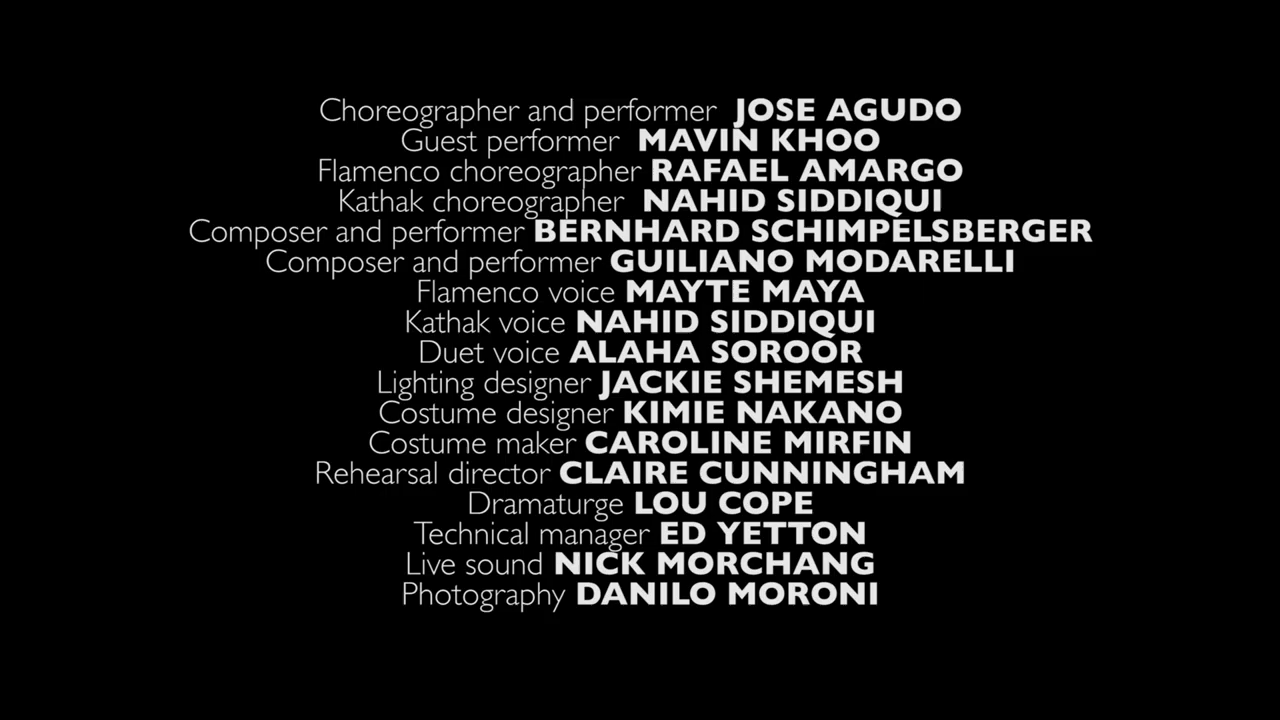 Choreographer and performer JOSE AGUDO
Guest performer MAVIN KHOO
Flamenco choreographer RAFAEL AMARGO
Kathak choreographer NAHID SIDDIQUI
Composer and performer BERNHARD SCHIMPELSBERGER
Composer and performer GUILIANO MODARELLI
Flamenco voice MAYTE MAYA
Kathak voice NAHID SIDDIQUI
Duet voice ALAHA SOROOR
Lighting designer JACKIE SHEMESH
Costume designer KIMIE NAKANO
Costume maker CAROLINE MIRFIN
Rehearsal director CLAIRE CUNNINGHAM
Dramaturge LOU COPE
Technical manager ED YETTON
Live sound NICK MORCHANG
Photography DANILO MORONI